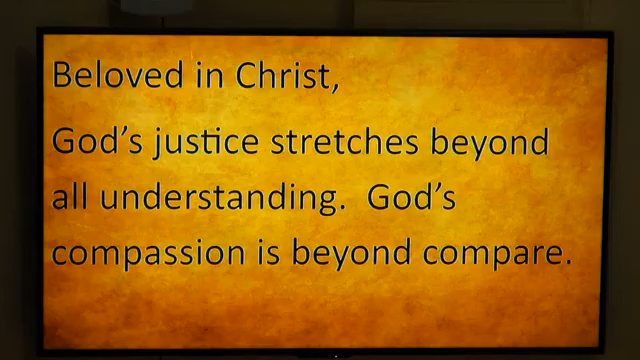 Beloved in Christ,
God's justice stretches beyond
all understanding.  God's
compassion is beyond compare.